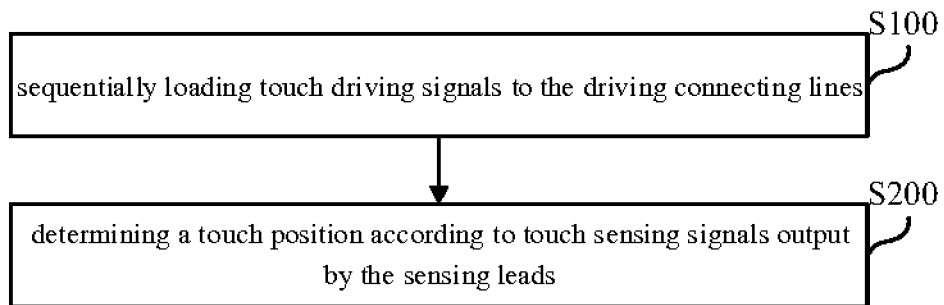 S100
sequentially loading touch driving signals to the driving connecting lines
S200
determining a touch position according to touch sensing signals output
by the sensing leads